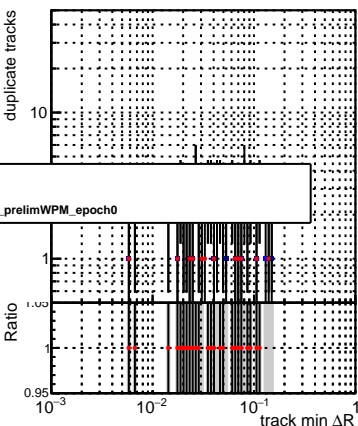 duplicate tracks
10
_prelimWPM_epoch0
1
Ratio
1.05
1
0.95
10⁻³ 10⁻² 10⁻¹ 1
track min ΔR